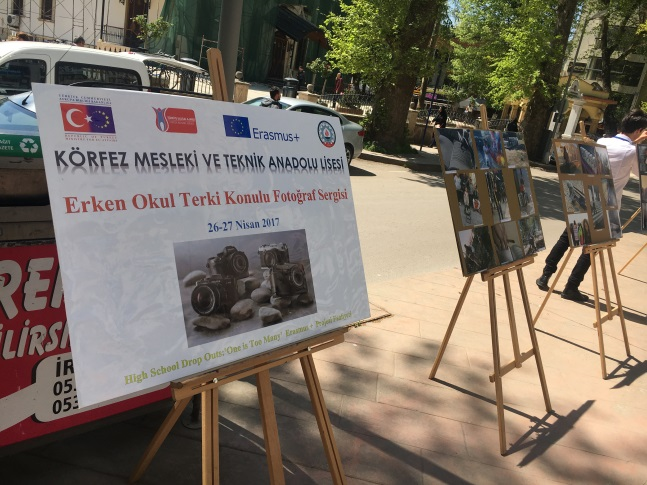 Erasmus+
KÖRFEZ MESLEKİ VE TEKNİK ANADOLU LİSESİ
Erken Okul Terki Konulu Fotoğraf Sergisi
26-27 Nisan 2017
High School Drop Outs:'One is Too Many' Erasmus +